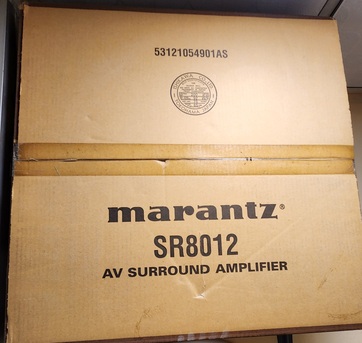 53121054901AS
marantz®
SR8012
AV SURROUND AMPLIFIER